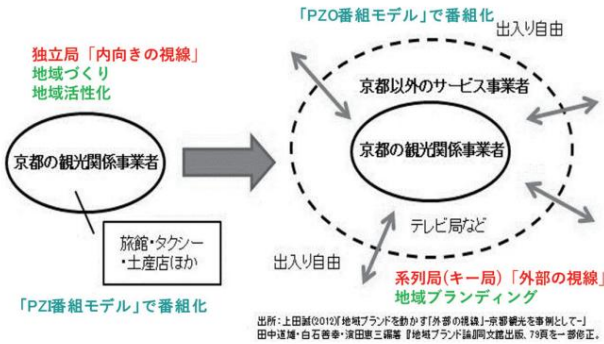 「PZO番組モデル」で番組化
出入り自由
独立局「内向きの視線」
地域づくり
地域活性化
京都以外のサービス事業者
京都の観光関係事業者
京都の観光関係事業者
旅館・タクシー
・土産店ほか
テレビ局など
出入り自由
系列局(キー局)「外部の視線」
地域ブランディング
「PZI番組モデル」で番組化
出所:上田誠(2012)「地域ブランドを動かす「外部の視線」-京都観光を事例として-」
田中道雄・白石善章・濱田恵三編著『地域ブランド論』同文舘出版、79頁を一部修正。